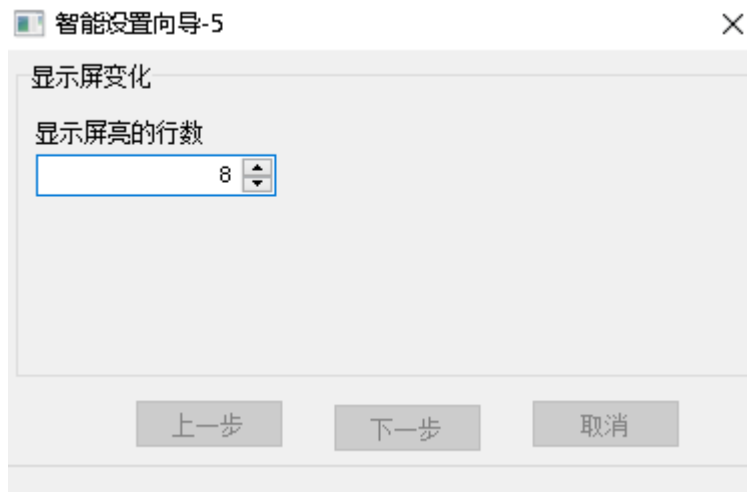 智能设置向导-5
显示屏变化
显示屏亮的行数
8
上一步 下一步 取消